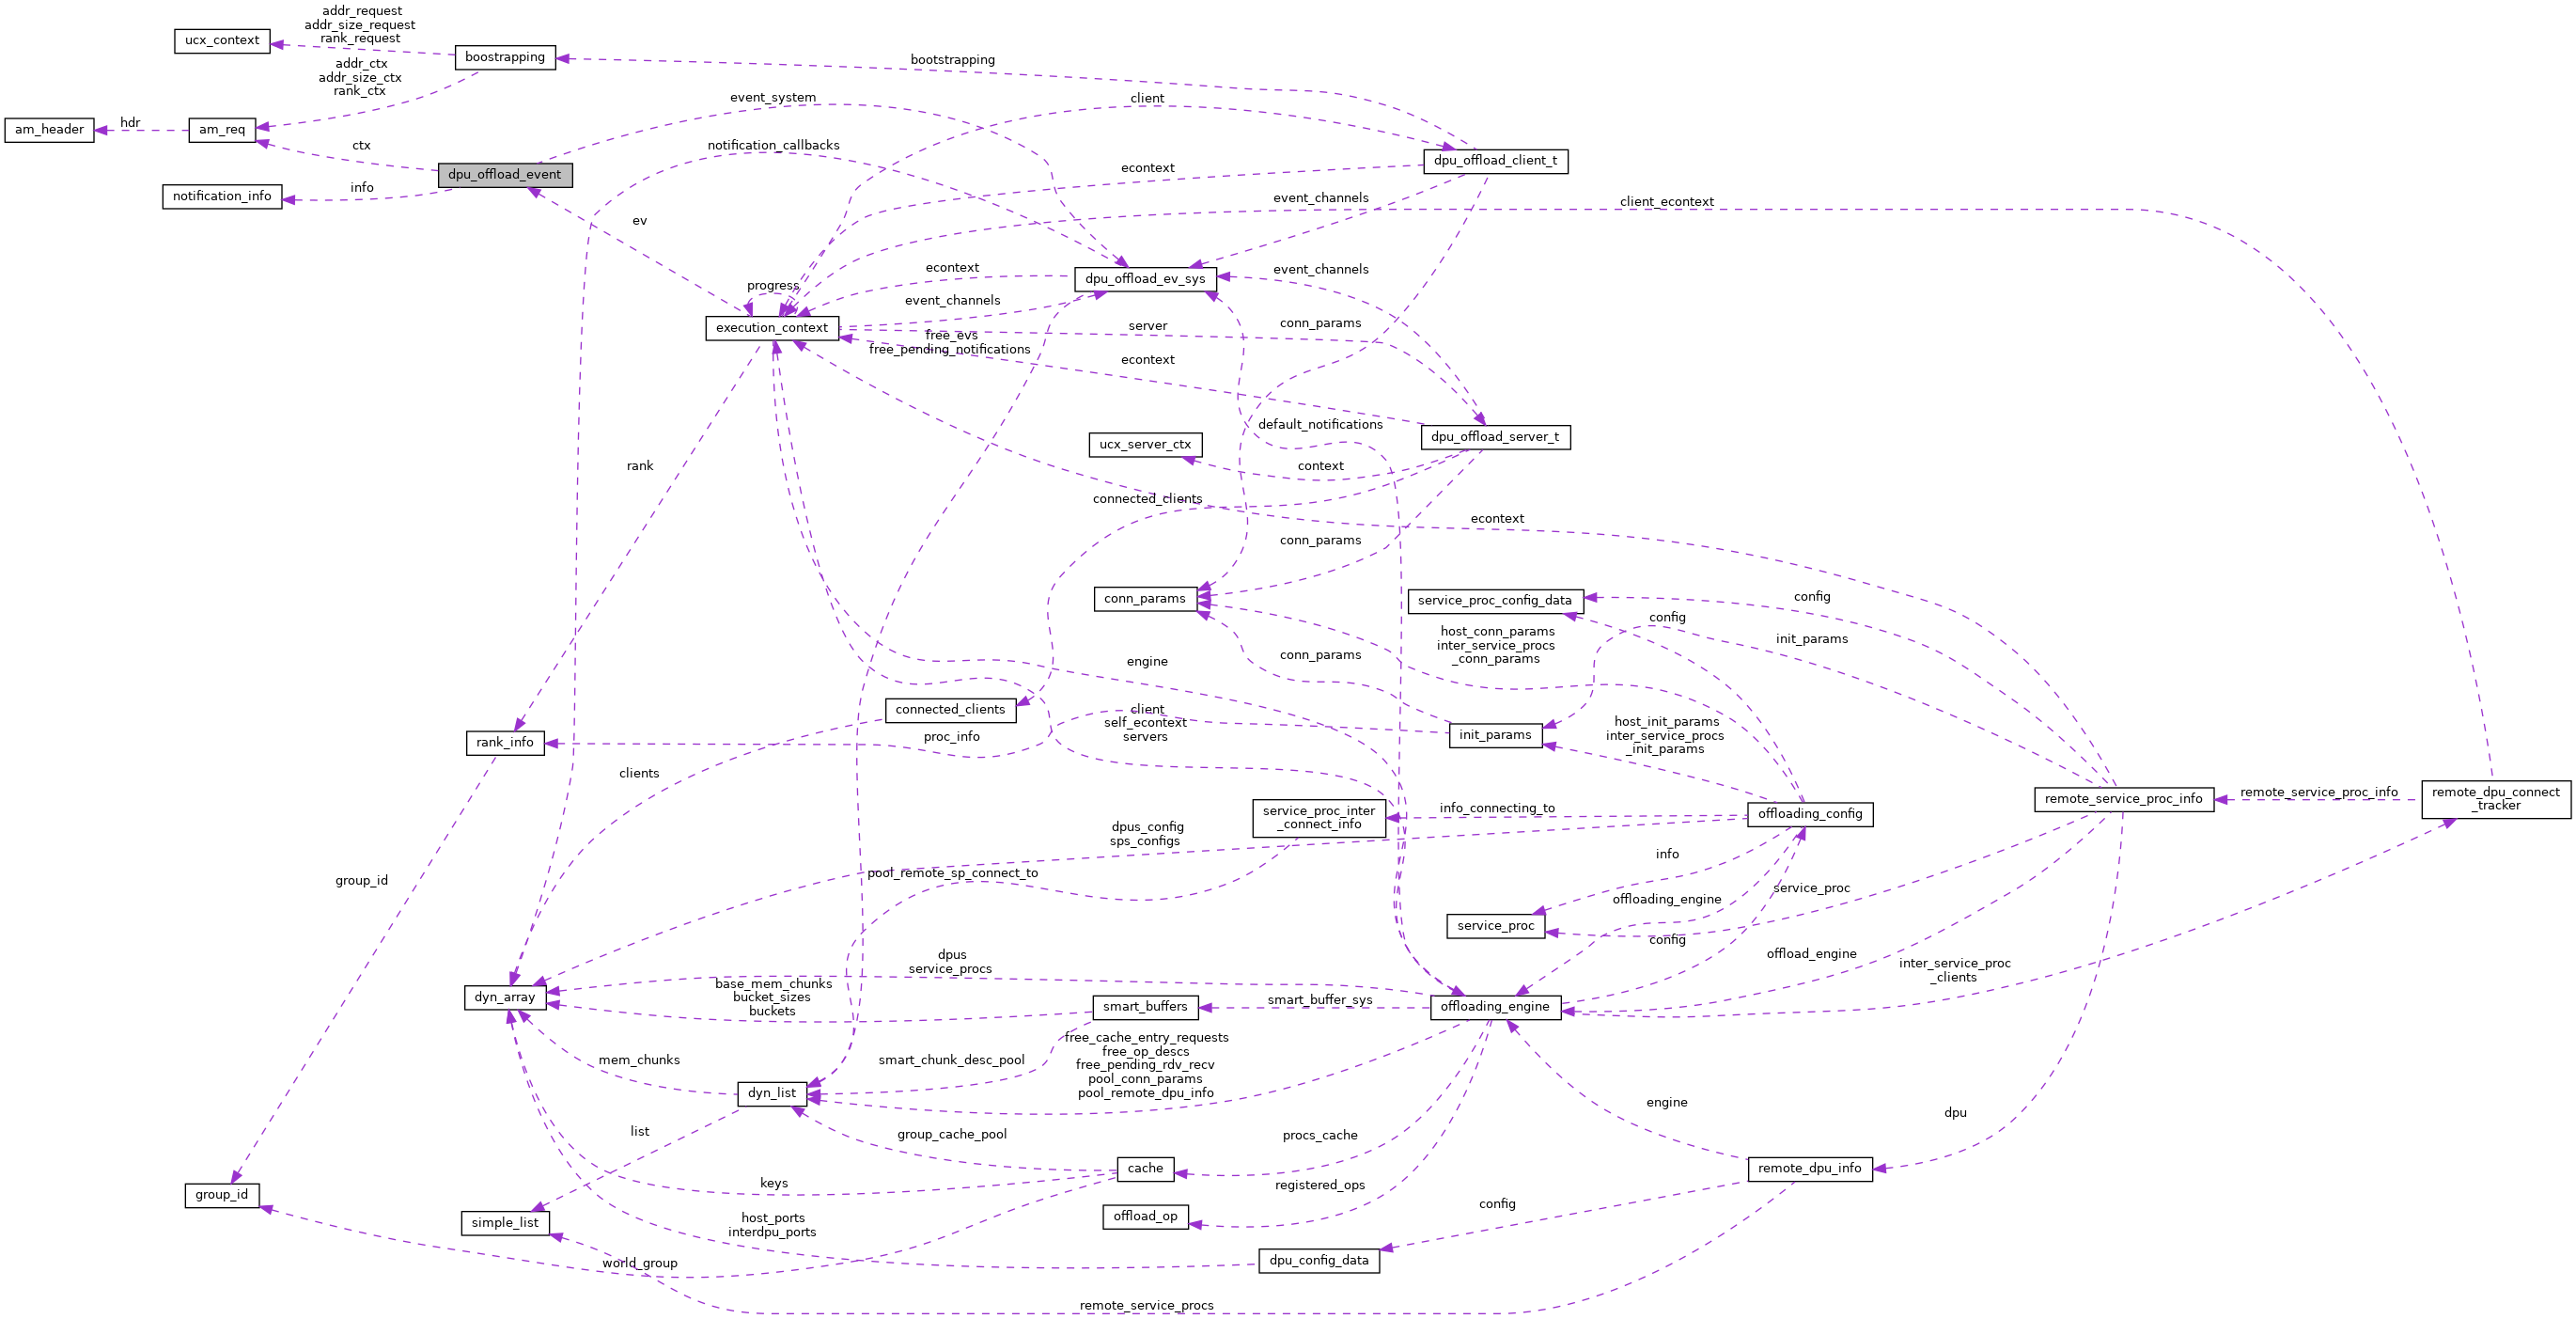 addr_request
addr_size_request
rank_request
ucx_context
boostrapping
bootstrapping
addr_ctx
addr_size_ctx
rank_ctx
event_system
client
am_header
hdr
am_req
ctx
notification_callbacks
dpu_offload_client_t
dpu_offload_event
econtext
info
notification_info
event_channels
client_econtext
ev
econtext
event_channels
dpu_offload_ev_sys
progress
event_channels
execution_context
server
conn_params
free_evs
free_pending_notifications
econtext
default_notifications
dpu_offload_server_t
ucx_server_ctx
rank
context
connected_clients
econtext
conn_params
conn_params
service_proc_config_data
config
config
host_conn_params
inter_service_procs
_conn_params
init_params
engine
conn_params
connected_clients
client
self_econtext
servers
host_init_params
inter_service_procs
_init_params
rank_info
proc_info
init_params
clients
service_proc_inter
_connect_info
info_connecting_to
offloading_config
remote_service_proc_info
remote_service_proc_info
remote_dpu_connect
_tracker
dpus_config
sps_configs
info
group_id
pool_remote_sp_connect_to
service_proc
offloading_engine
service_proc
config
dpus
service_procs
offload_engine
inter_service_proc
_clients
dyn_array
base_mem_chunks
bucket_sizes
buckets
smart_buffers
smart_buffer_sys
offloading_engine
mem_chunks
smart_chunk_desc_pool
free_cache_entry_requests
free_op_descs
free_pending_rdv_recv
pool_conn_params
pool_remote_dpu_info
dyn_list
engine
dpu
list
group_cache_pool
procs_cache
cache
remote_dpu_info
keys
registered_ops
group_id
simple_list
host_ports
interdpu_ports
offload_op
config
world_group
dpu_config_data
remote_service_procs